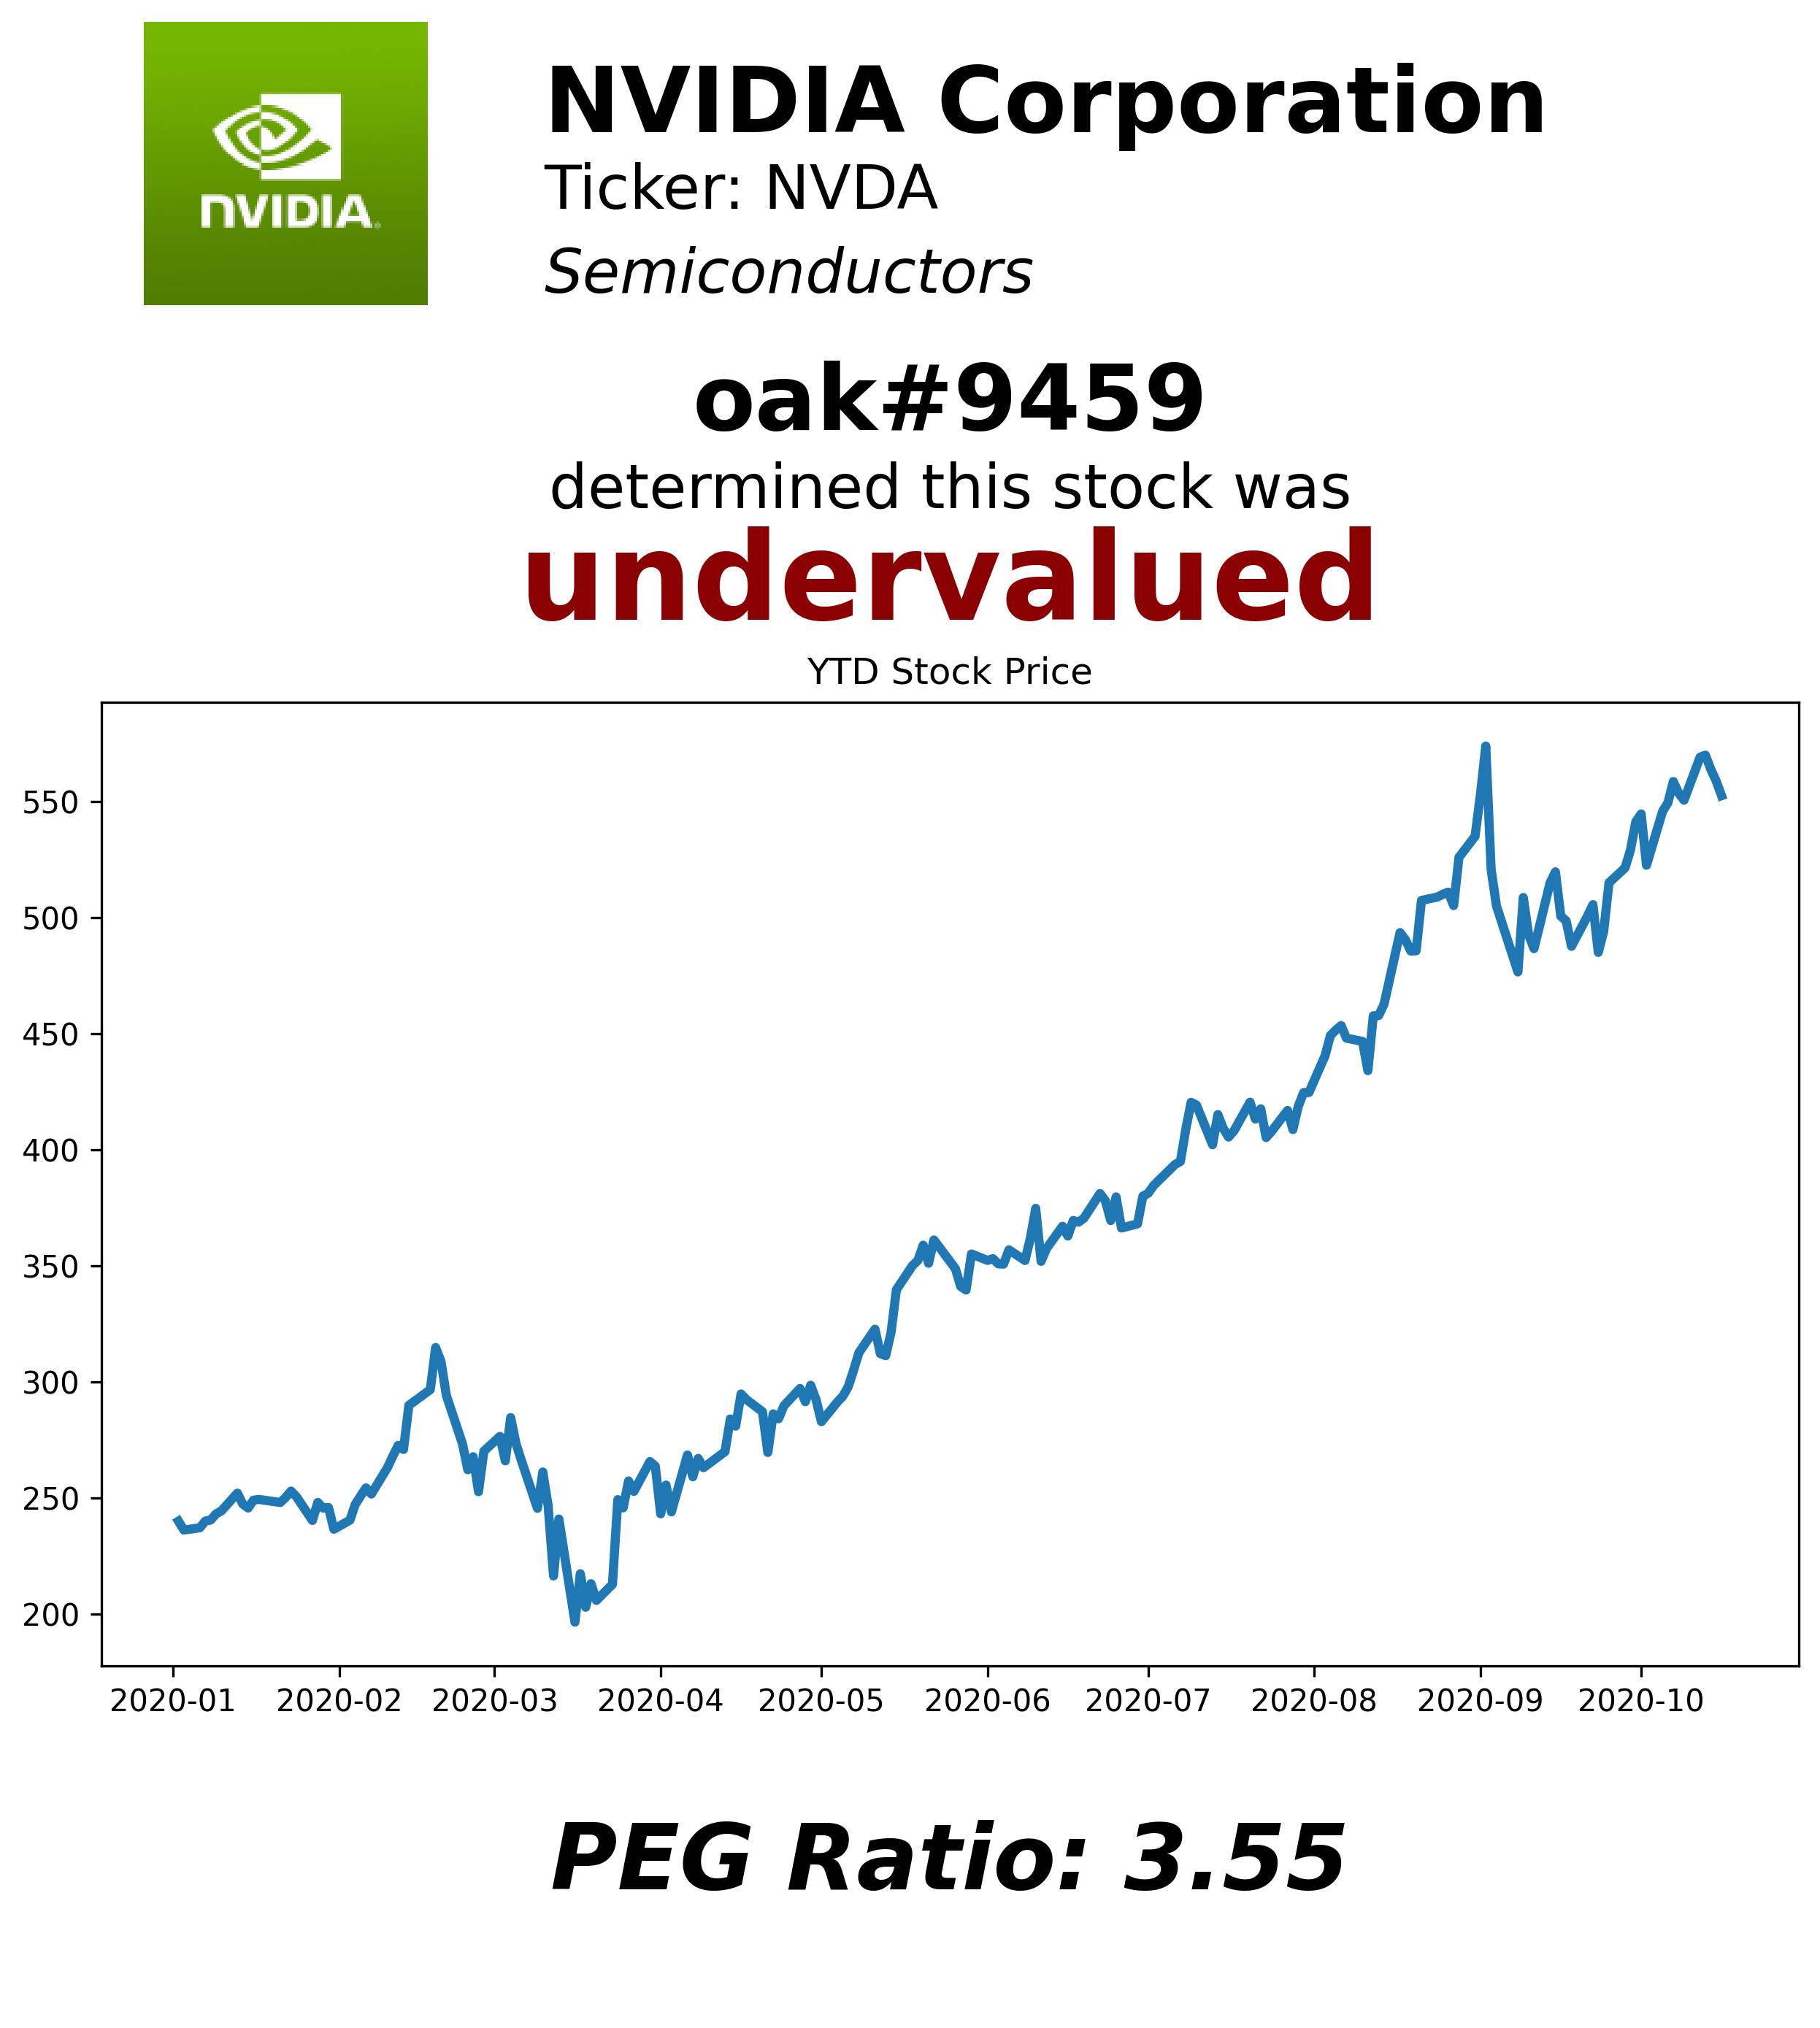 NVIDIA
NVIDIA Corporation
Ticker: NVDA
Semiconductors
oak#9459
determined this stock was
undervalued
YTD Stock Price
550
500
450
400
350
300
250
200
2020-01 2020-02 2020-03 2020-04 2020-05 2020-06 2020-07 2020-08 2020-09 2020-10
PEG Ratio: 3.55